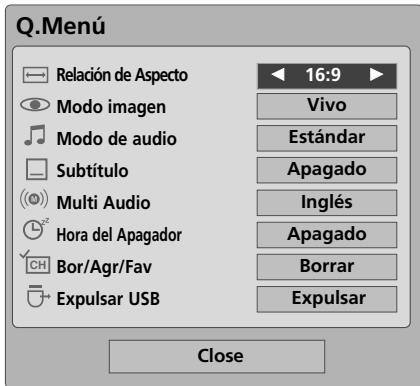 Q.Menú
Relación de Aspecto ◄ 16:9 ►
Modo imagen Vivo
Modo de audio Estándar
Subtítulo Apagado
Multi Audio Inglés
Hora del Apagador Apagado
CH Bor/Agr/Fav Borrar
Expulsar USB Expulsar
Close